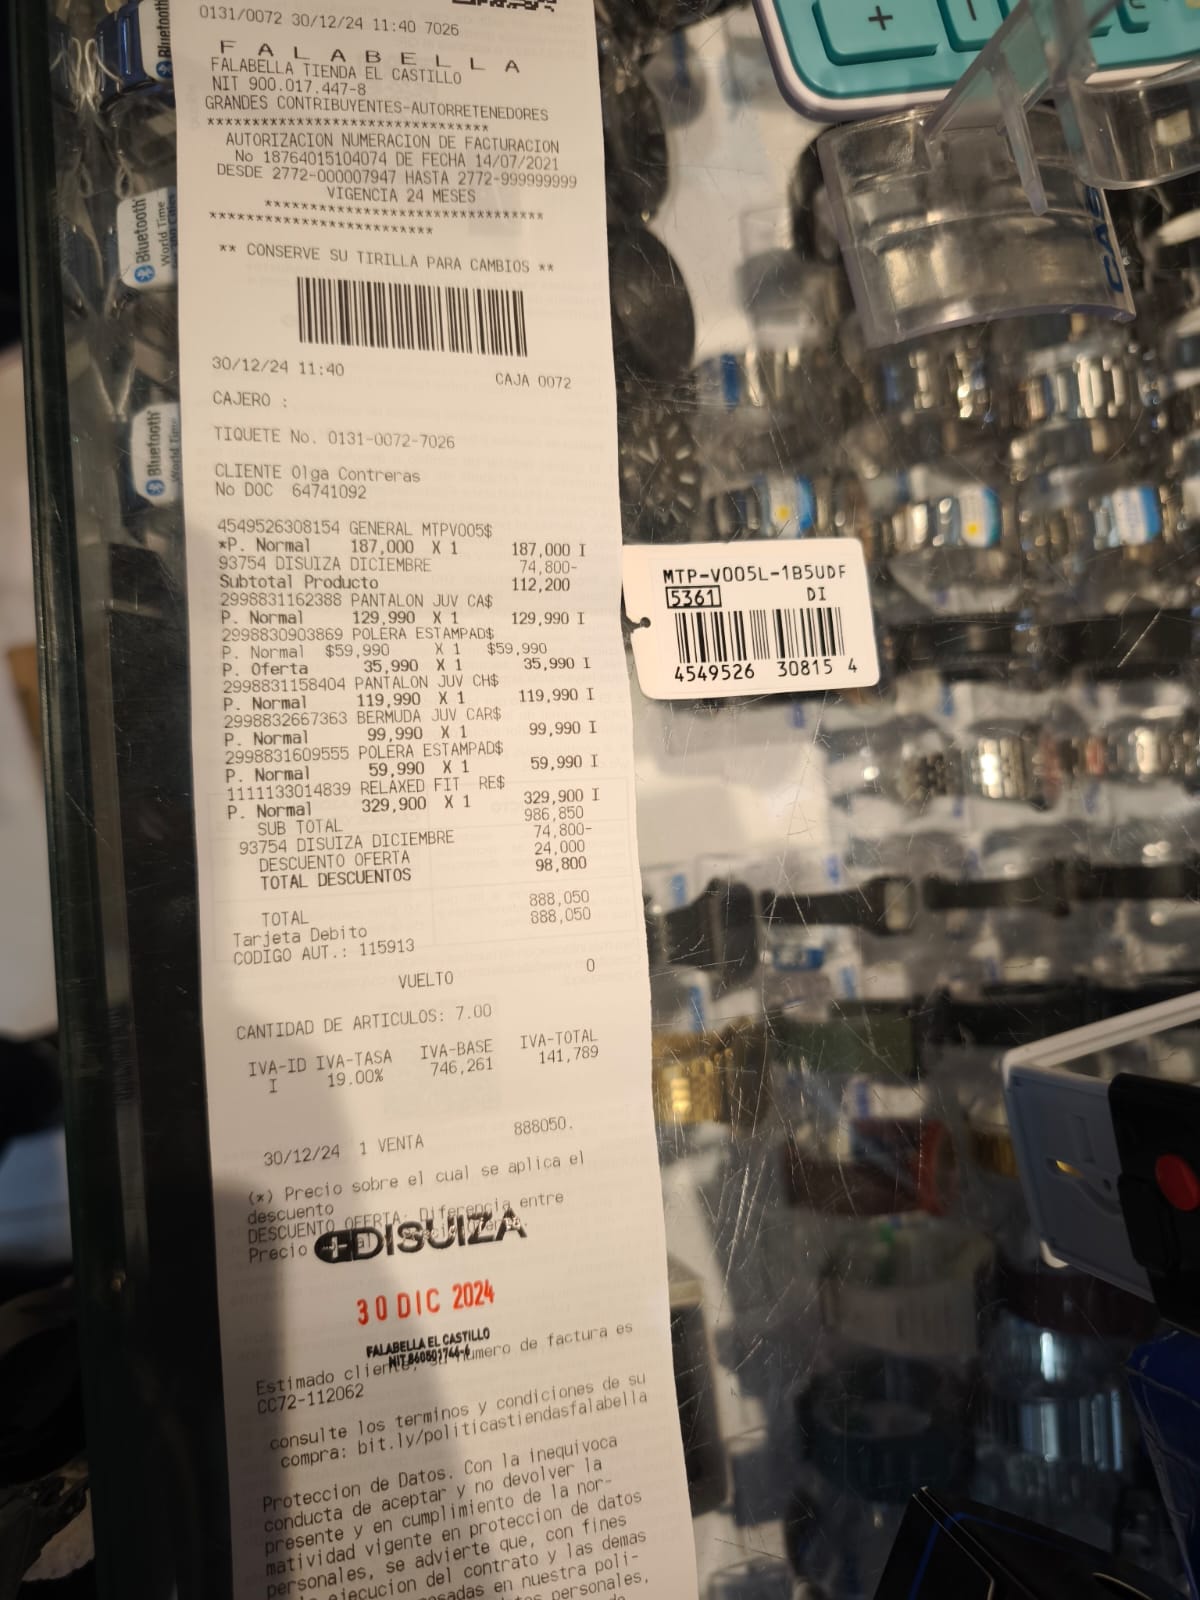 0131/0072 30/12/24 11:40 7026
FALABELLA
FALABELLA TIENDA EL CASTILLO
NIT 900.017.447-8
GRANDES CONTRIBUYENTES-AUTORRETENEDORES
*******************************
AUTORIZACION NUMERACION DE FACTURACION
No 18764015104074 DE FECHA 14/07/2021
DESDE 2772-000007947 HASTA 2772-999999999
VIGENCIA 24 MESES
*******************************
*************************
** CONSERVE SU TIRILLA PARA CAMBIOS **
30/12/24 11:40 CAJA 0072
CAJERO :
TIQUETE No. 0131-0072-7026
CLIENTE Olga Contreras
No DOC 64741092
4549526308154 GENERAL MTPV005$
*P. Normal 187,000 X 1 187,000 I
93754 DISUIZA DICIEMBRE 74,800-
Subtotal Producto 112,200
2998831162388 PANTALON JUV CA$
P. Normal 129,990 X 1 129,990 I
2998830903869 POLERA ESTAMPAD$
P. Normal $59,990 X 1 $59,990
P. Oferta 35,990 X 1 35,990 I
2998831158404 PANTALON JUV CH$
P. Normal 119,990 X 1 119,990 I
2998832667363 BERMUDA JUV CAR$
P. Normal 99,990 X 1 99,990 I
2998831609555 POLERA ESTAMPAD$
P. Normal 59,990 X 1 59,990 I
1111133014839 RELAXED FIT RE$
P. Normal 329,900 X 1 329,900 I
SUB TOTAL 986,850
93754 DISUIZA DICIEMBRE 74,800-
DESCUENTO OFERTA 24,000
TOTAL DESCUENTOS 98,800
TOTAL 888,050
Tarjeta Debito 888,050
CODIGO AUT.: 115913
VUELTO 0
CANTIDAD DE ARTICULOS: 7.00
IVA-ID IVA-TASA IVA-BASE IVA-TOTAL
I 19.00% 746,261 141,789
30/12/24 1 VENTA 888050.
(*) Precio sobre el cual se aplica el
descuento
DESCUENTO OFERTA: Diferencia entre
Precio
DISUIZA
30 DIC 2024
FALABELLA EL CASTILLO
Estimado cliente, su numero de factura es
CC72-112062
consulte los terminos y condiciones de su
compra: bit.ly/politicastiendasfalabella
Proteccion de Datos. Con la inequivoca
conducta de aceptar y no devolver la
presente y en cumplimiento de la nor-
matividad vigente en proteccion de datos
personales, se advierte que, con fines
ejecucion del contrato y las demas
en nuestra poli-
personales,
MTP-V005L-1B5UDF
5361 DI
4549526 30815 4
Bluetooth
Bluetooth
World Time
Bluetooth
World Time
+